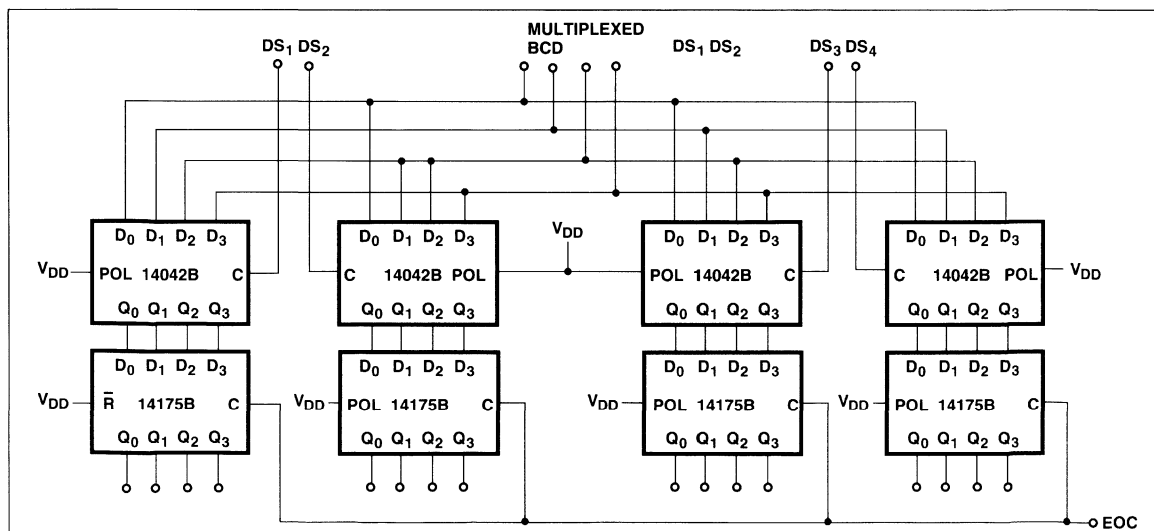 MULTIPLEXED
DS1 DS2 BCD DS1 DS2 DS3 DS4
D0 D1 D2 D3 D0 D1 D2 D3 VDD D0 D1 D2 D3 D0 D1 D2 D3
VDD POL 14042B C C 14042B POL POL 14042B C C 14042B POL VDD
Q0 Q1 Q2 Q3 Q0 Q1 Q2 Q3 Q0 Q1 Q2 Q3 Q0 Q1 Q2 Q3
D0 D1 D2 D3 D0 D1 D2 D3 D0 D1 D2 D3 D0 D1 D2 D3
VDD R̅ 14175B C VDD POL 14175B C VDD POL 14175B C VDD POL 14175B C
Q0 Q1 Q2 Q3 Q0 Q1 Q2 Q3 Q0 Q1 Q2 Q3 Q0 Q1 Q2 Q3
EOC